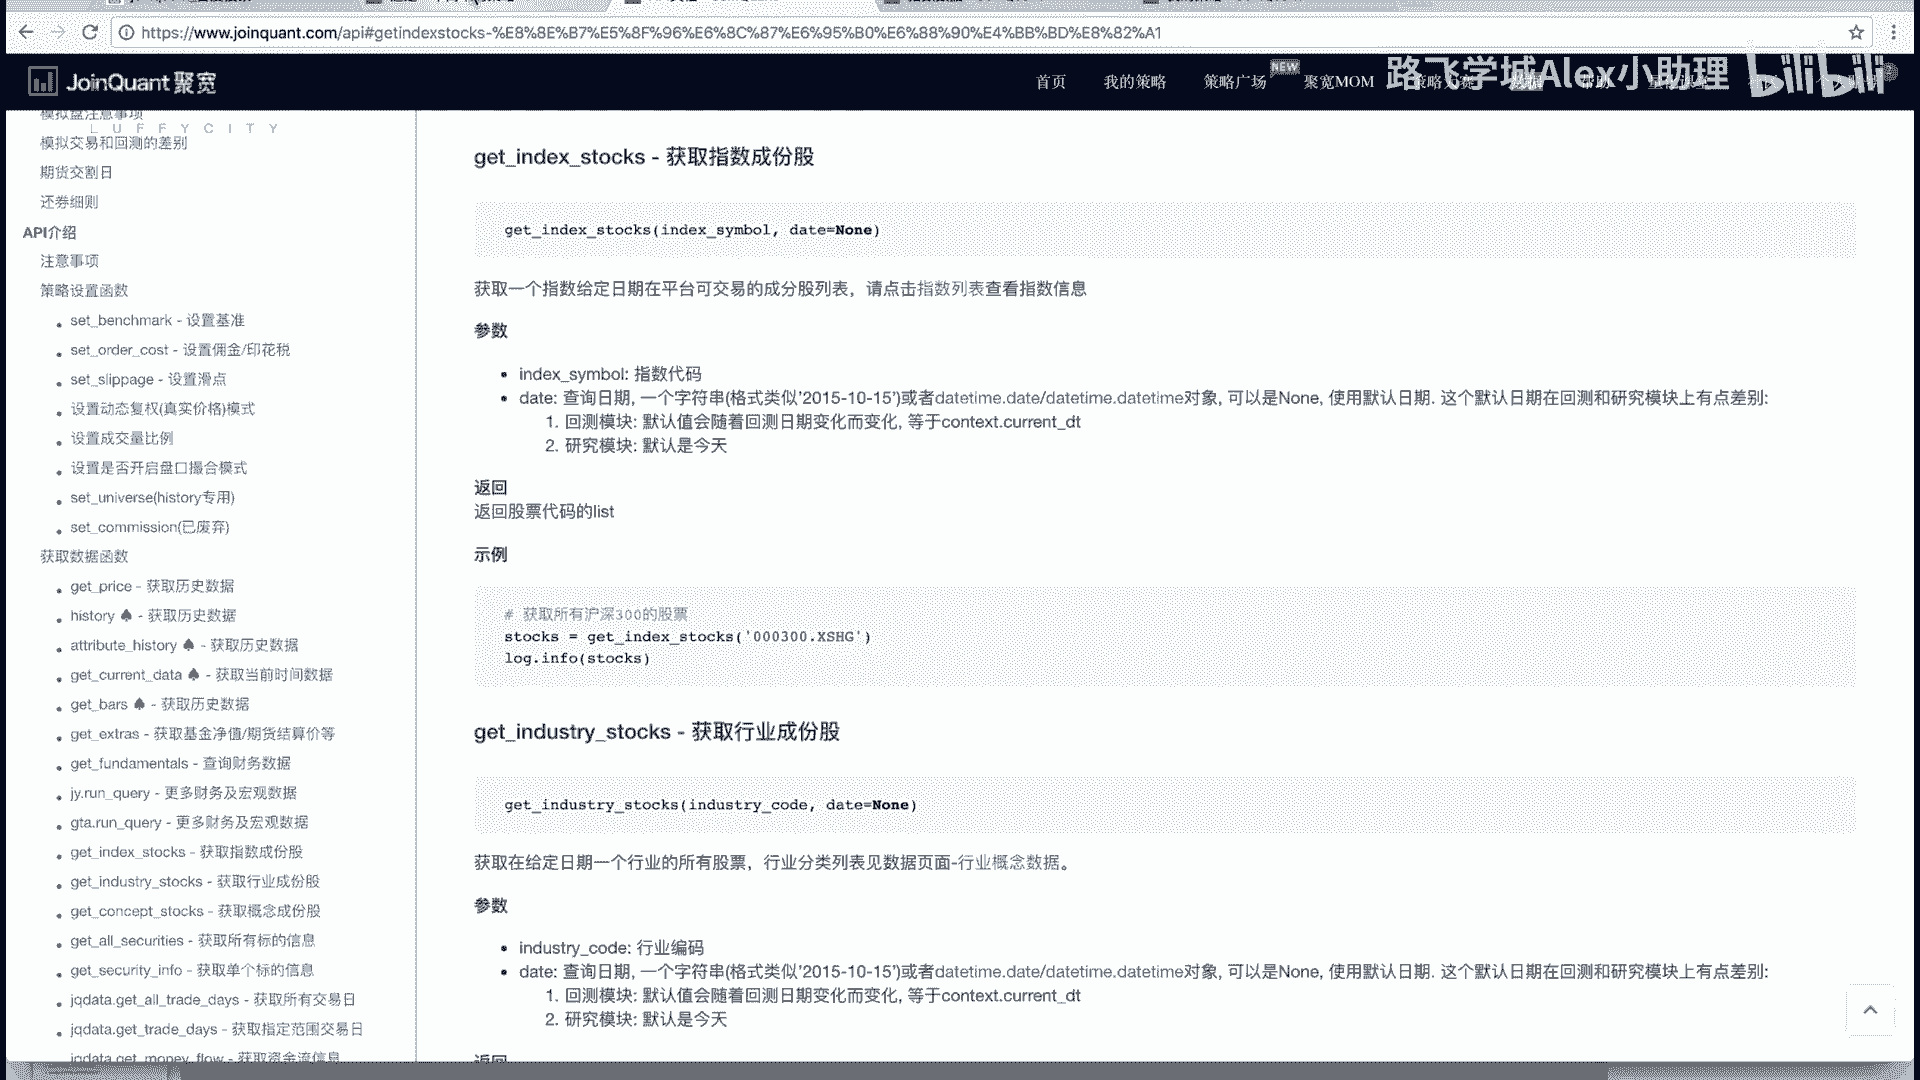 https://www.joinquant.com/api#getindexstocks-%E8%8E%B7%E5%8F%96%E6%8C%87%E6%95%B0%E6%88%90%E4%BB%BD%E8%82%A1
JoinQuant 聚宽
首页
我的策略
策略广场
NEW
聚宽MOM
路飞学城Alex小助理
bilibili
LUFFYCITY
模拟盘注意事项
模拟交易和回测的差别
期货交割日
还券细则
API介绍
注意事项
策略设置函数
set_benchmark - 设置基准
set_order_cost - 设置佣金/印花税
set_slippage - 设置滑点
设置动态复权(真实价格)模式
设置成交量比例
设置是否开启盘口撮合模式
set_universe(history专用)
set_commission(已废弃)
获取数据函数
get_price - 获取历史数据
history ♠ - 获取历史数据
attribute_history ♠ - 获取历史数据
get_current_data ♠ - 获取当前时间数据
get_bars ♠ - 获取历史数据
get_extras - 获取基金净值/期货结算价等
get_fundamentals - 查询财务数据
jy.run_query - 更多财务及宏观数据
gta.run_query - 更多财务及宏观数据
get_index_stocks - 获取指数成份股
get_industry_stocks - 获取行业成份股
get_concept_stocks - 获取概念成份股
get_all_securities - 获取所有标的信息
get_security_info - 获取单个标的信息
jqdata.get_all_trade_days - 获取所有交易日
jqdata.get_trade_days - 获取指定范围交易日
jqdata.get_money_flow - 获取资金流信息
get_index_stocks - 获取指数成份股
get_index_stocks(index_symbol, date=None)
获取一个指数给定日期在平台可交易的成分股列表，请点击指数列表查看指数信息
参数
index_symbol: 指数代码
date: 查询日期, 一个字符串(格式类似'2015-10-15')或者datetime.date/datetime.datetime对象, 可以是None, 使用默认日期. 这个默认日期在回测和研究模块上有点差别:
1. 回测模块: 默认值会随着回测日期变化而变化, 等于context.current_dt
2. 研究模块: 默认是今天
返回
返回股票代码的list
示例
# 获取所有沪深300的股票
stocks = get_index_stocks('000300.XSHG')
log.info(stocks)
get_industry_stocks - 获取行业成份股
get_industry_stocks(industry_code, date=None)
获取在给定日期一个行业的所有股票，行业分类列表见数据页面-行业概念数据。
参数
industry_code: 行业编码
date: 查询日期, 一个字符串(格式类似'2015-10-15')或者datetime.date/datetime.datetime对象, 可以是None, 使用默认日期. 这个默认日期在回测和研究模块上有点差别:
1. 回测模块: 默认值会随着回测日期变化而变化, 等于context.current_dt
2. 研究模块: 默认是今天
返回